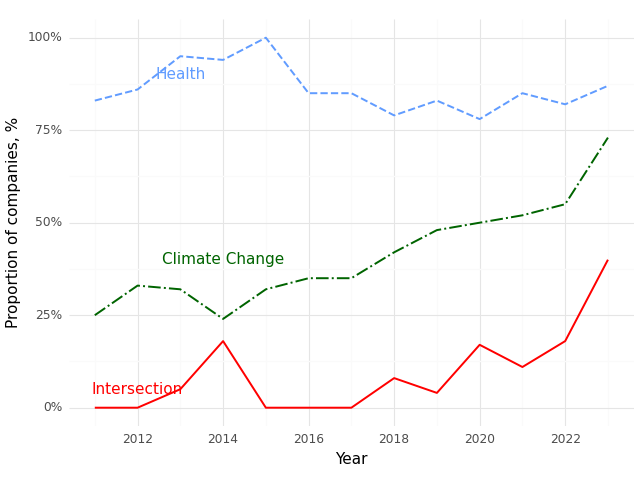 100%
Health
75%
Proportion of companies, %
50%
Climate Change
25%
Intersection
0%
2012 2014 2016 2018 2020 2022
Year